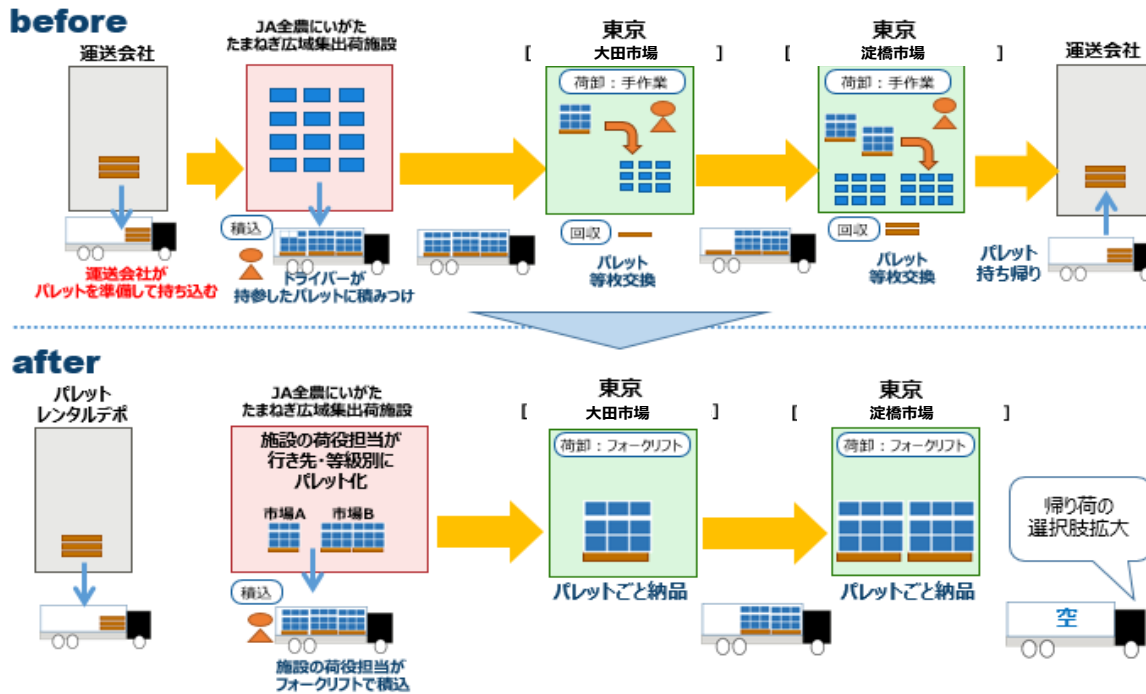 before
運送会社
JA全農にいがた
たまねぎ広域集出荷施設
東京
[ 大田市場 ]
東京
[ 淀橋市場 ]
運送会社
荷卸：手作業
荷卸：手作業
積込
回収
回収
運送会社が
パレットを準備して持ち込む
ドライバーが
持参したパレットに積みつけ
パレット
等枚交換
パレット
等枚交換
パレット
持ち帰り
after
パレット
レンタルデポ
JA全農にいがた
たまねぎ広域集出荷施設
東京
[ 大田市場 ]
東京
[ 淀橋市場 ]
施設の荷役担当が
行き先・等級別に
パレット化
市場A 市場B
荷卸：フォークリフト
荷卸：フォークリフト
帰り荷の
選択肢拡大
積込
パレットごと納品
パレットごと納品
空
施設の荷役担当が
フォークリフトで積込